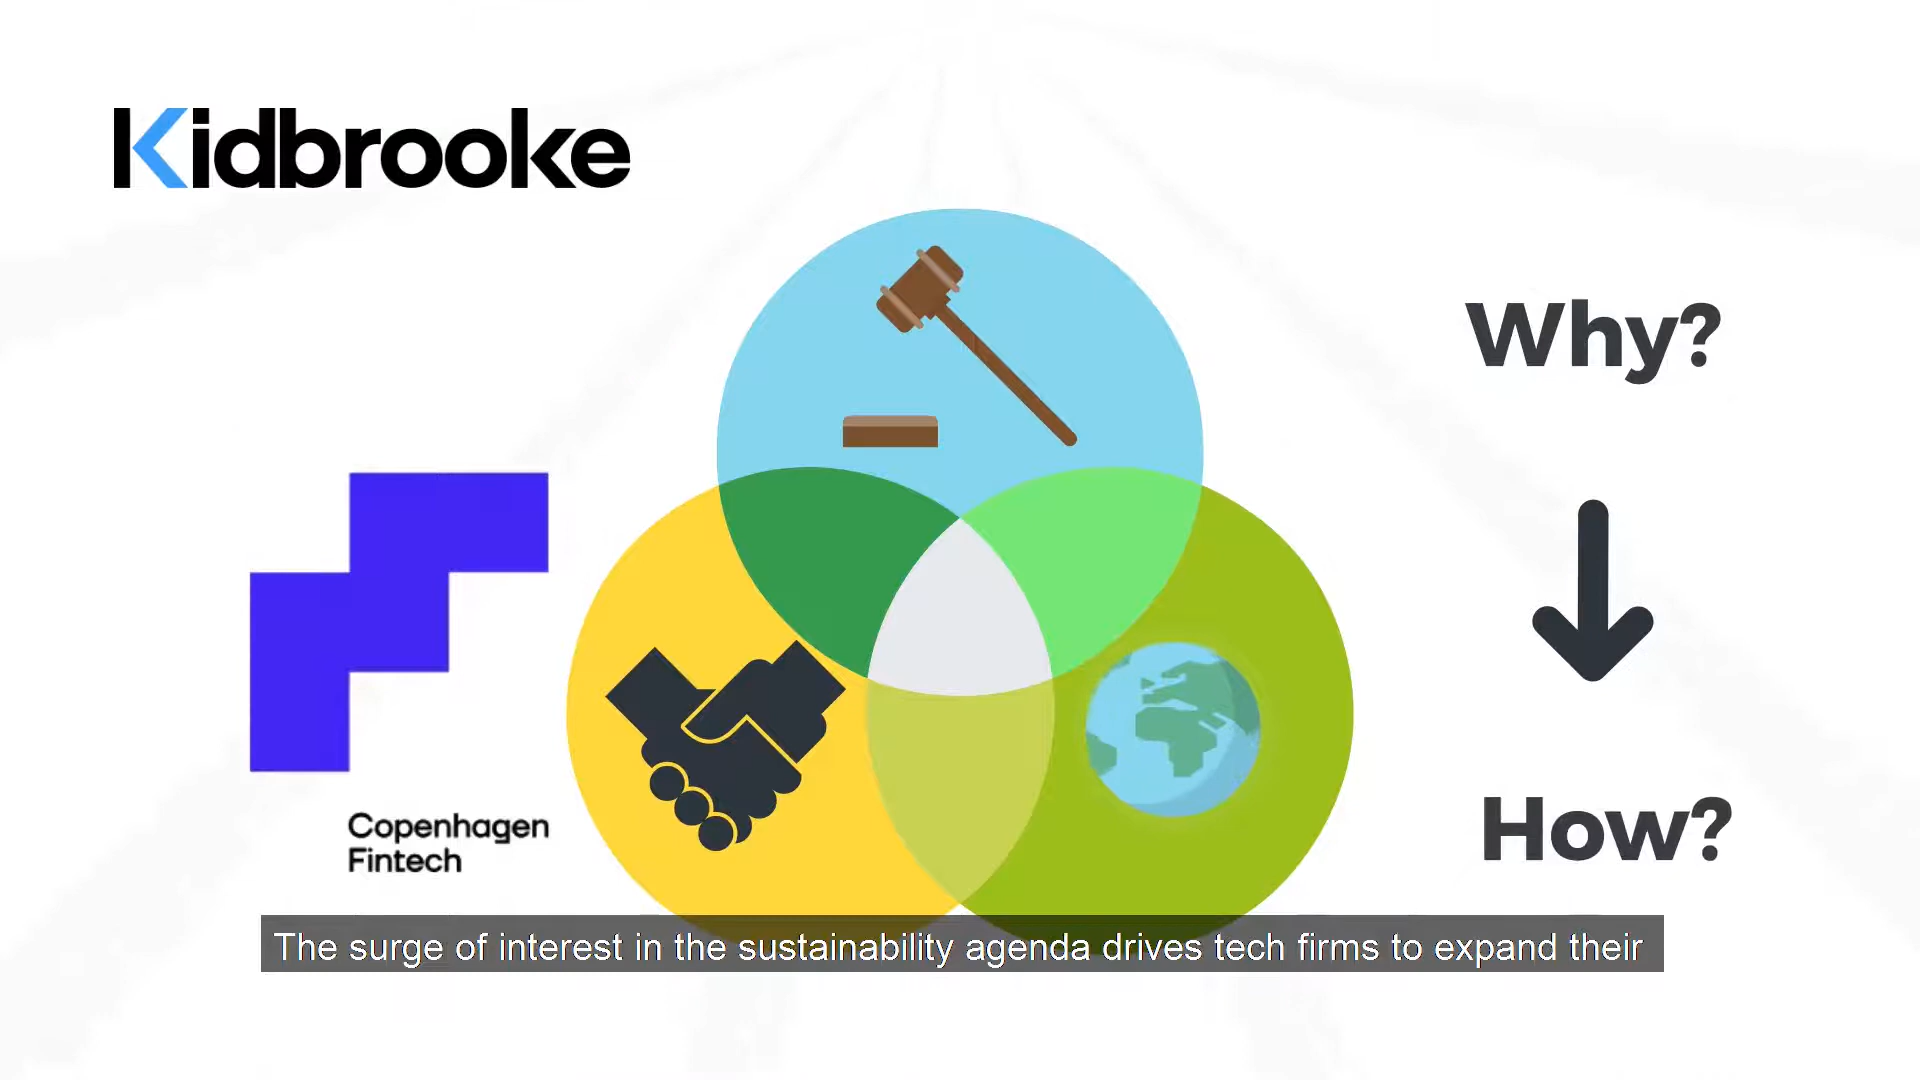 Kidbrooke
Why?
Copenhagen
Fintech
How?
The surge of interest in the sustainability agenda drives tech firms to expand their